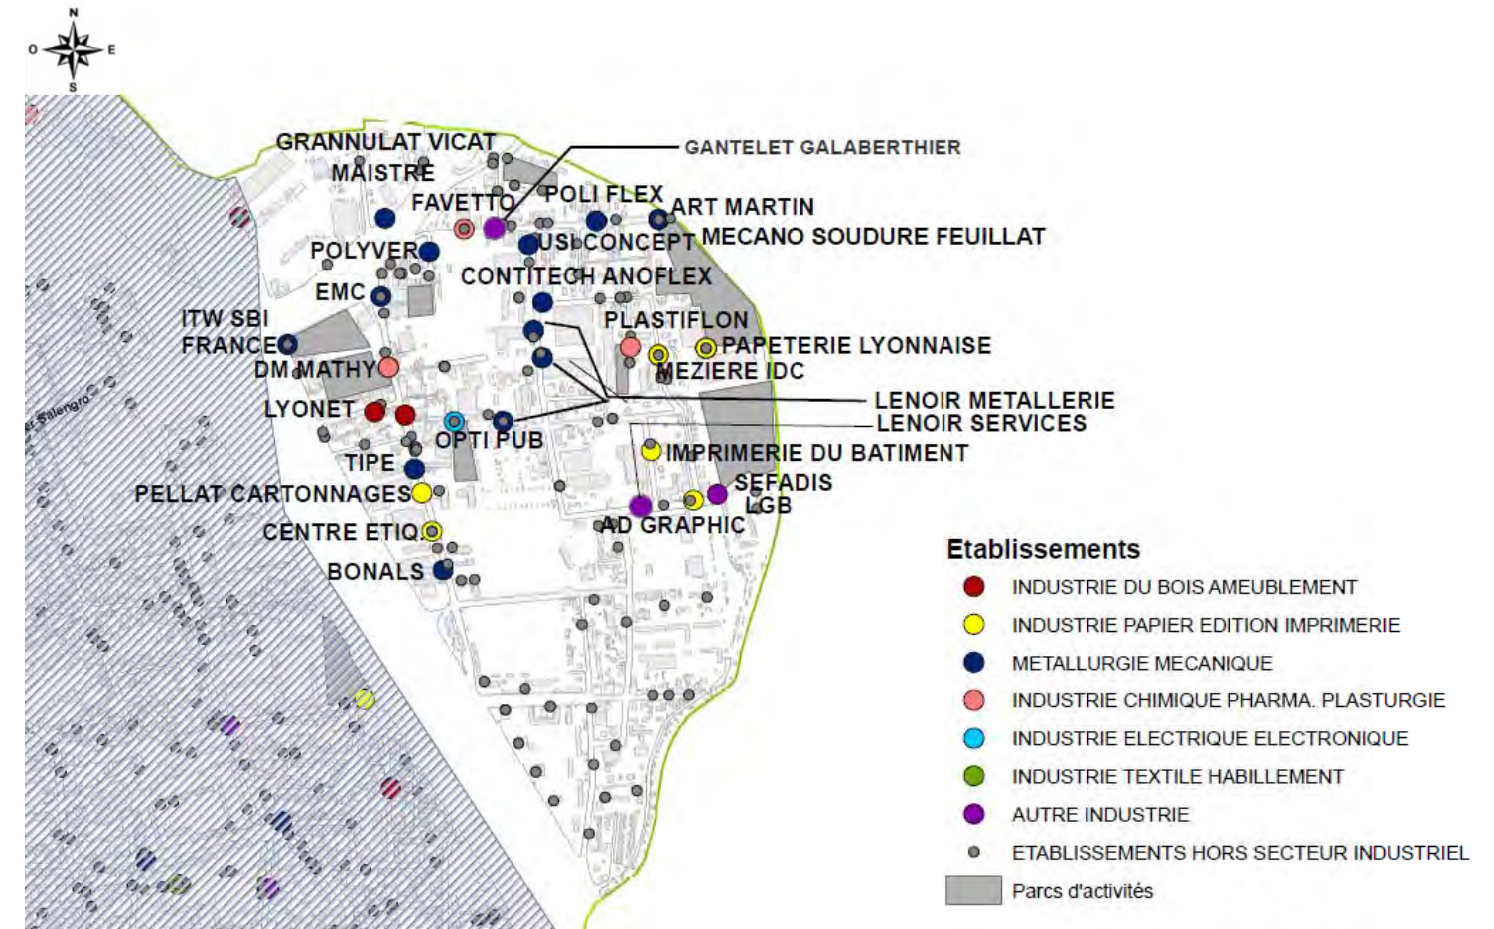 N
O E
S
GRANNULAT VICAT
GANTELET GALABERTHIER
MAISTRE
FAVETTO
POLI FLEX
ART MARTIN
USI CONCEPT
MECANO SOUDURE FEUILLAT
POLYVER
CONTITECH ANOFLEX
EMC
ITW SBI
FRANCE
PLASTIFLON
PAPETERIE LYONNAISE
DM MATHY
MEZIERE IDC
LYONET
LENOIR METALLERIE
LENOIR SERVICES
Salengro
OPTI PUB
IMPRIMERIE DU BATIMENT
TIPE
SEFADIS
PELLAT CARTONNAGES
LGB
AD GRAPHIC
CENTRE ETIQ.
BONALS
Etablissements
INDUSTRIE DU BOIS AMEUBLEMENT
INDUSTRIE PAPIER EDITION IMPRIMERIE
METALLURGIE MECANIQUE
INDUSTRIE CHIMIQUE PHARMA. PLASTURGIE
INDUSTRIE ELECTRIQUE ELECTRONIQUE
INDUSTRIE TEXTILE HABILLEMENT
AUTRE INDUSTRIE
ETABLISSEMENTS HORS SECTEUR INDUSTRIEL
Parcs d'activités